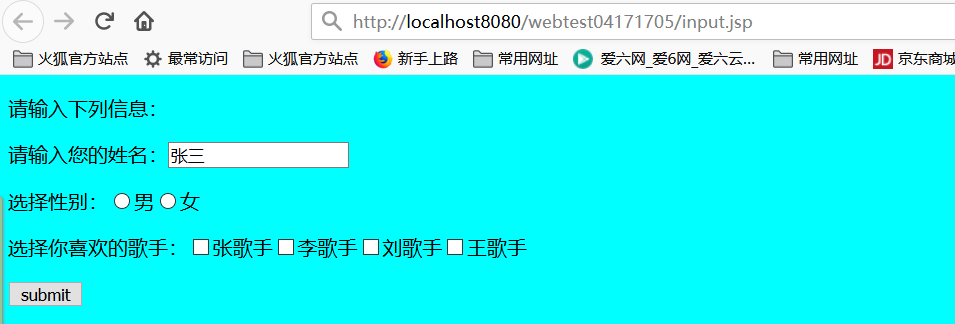 http://localhost8080/webtest04171705/input.jsp
火狐官方站点 最常访问 火狐官方站点 新手上路 常用网址 爱六网_爱6网_爱六云... 常用网址 JD 京东商城
请输入下列信息：
请输入您的姓名：张三
选择性别： 男 女
选择你喜欢的歌手： 张歌手 李歌手 刘歌手 王歌手
submit